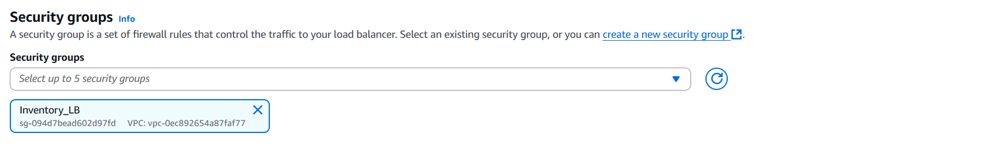 Security groups Info
A security group is a set of firewall rules that control the traffic to your load balancer. Select an existing security group, or you can create a new security group.
Security groups
Select up to 5 security groups
Inventory_LB
sg-094d7bead602d97fd VPC: vpc-0ec892654a87faf77